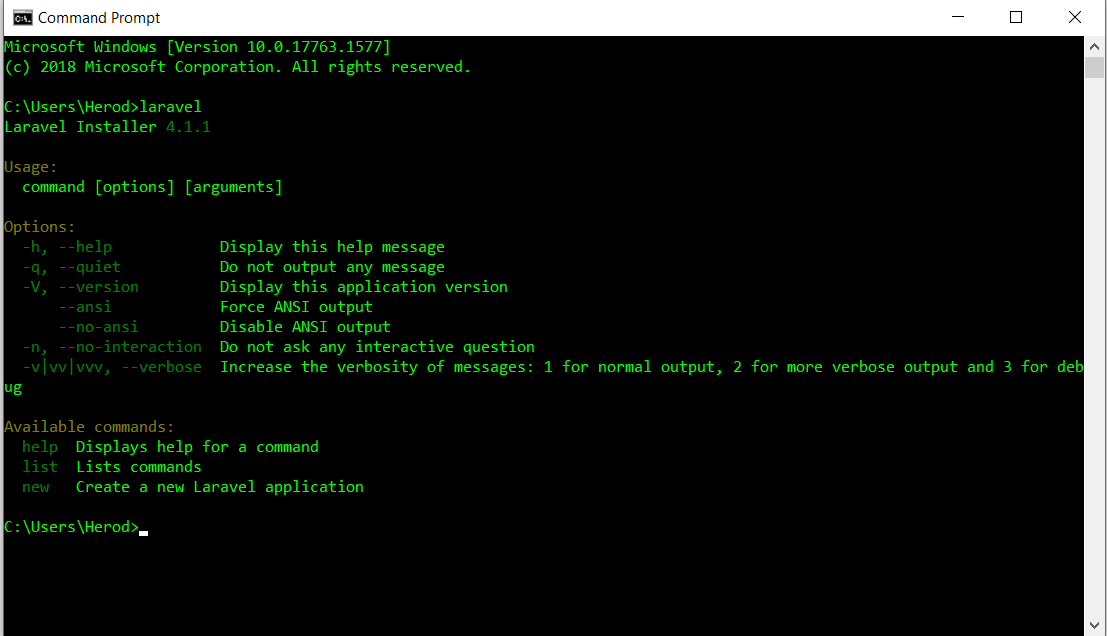 Command Prompt
Microsoft Windows [Version 10.0.17763.1577]
(c) 2018 Microsoft Corporation. All rights reserved.
C:\Users\Herod>laravel
Laravel Installer 4.1.1
Usage:
  command [options] [arguments]
Options:
  -h, --help            Display this help message
  -q, --quiet           Do not output any message
  -V, --version         Display this application version
      --ansi            Force ANSI output
      --no-ansi         Disable ANSI output
  -n, --no-interaction  Do not ask any interactive question
  -v|vv|vvv, --verbose  Increase the verbosity of messages: 1 for normal output, 2 for more verbose output and 3 for deb
ug
Available commands:
  help  Displays help for a command
  list  Lists commands
  new   Create a new Laravel application
C:\Users\Herod>